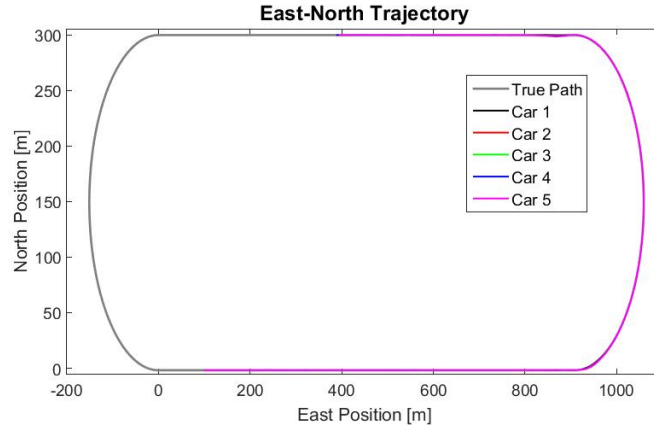 East-North Trajectory
North Position [m]
300
250
200
150
100
50
0
True Path
Car 1
Car 2
Car 3
Car 4
Car 5
-200 0 200 400 600 800 1000
East Position [m]